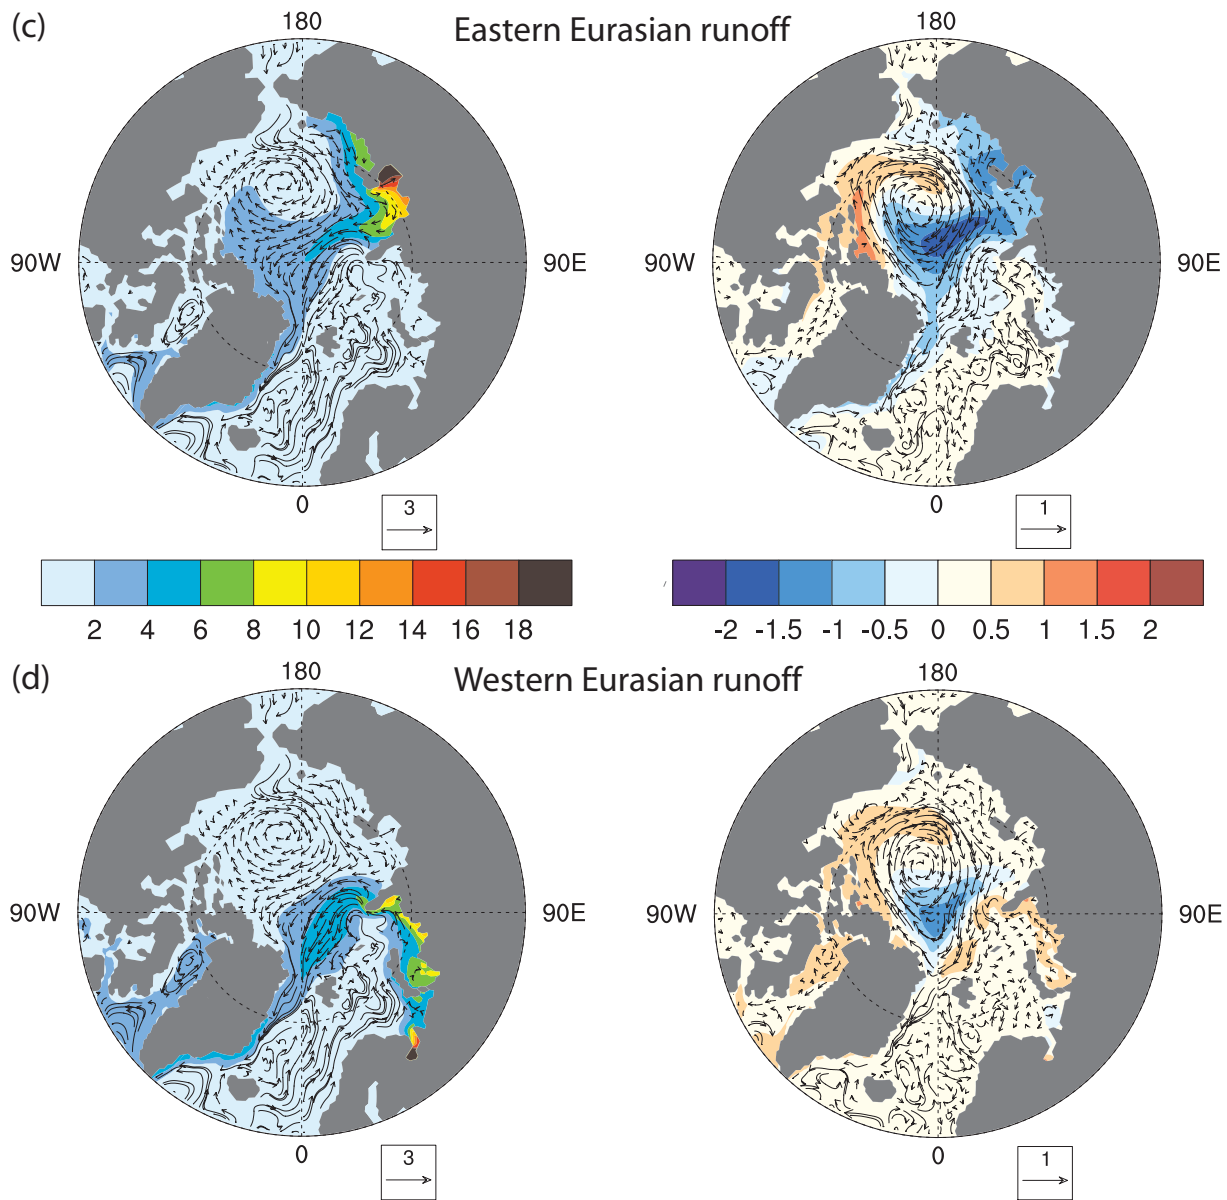 (c) Eastern Eurasian runoff
180 180
90W 90E 90W 90E
0 3 0 1
2 4 6 8 10 12 14 16 18 -2 -1.5 -1 -0.5 0 0.5 1 1.5 2
(d) Western Eurasian runoff
180 180
90W 90E 90W 90E
0 3 0 1